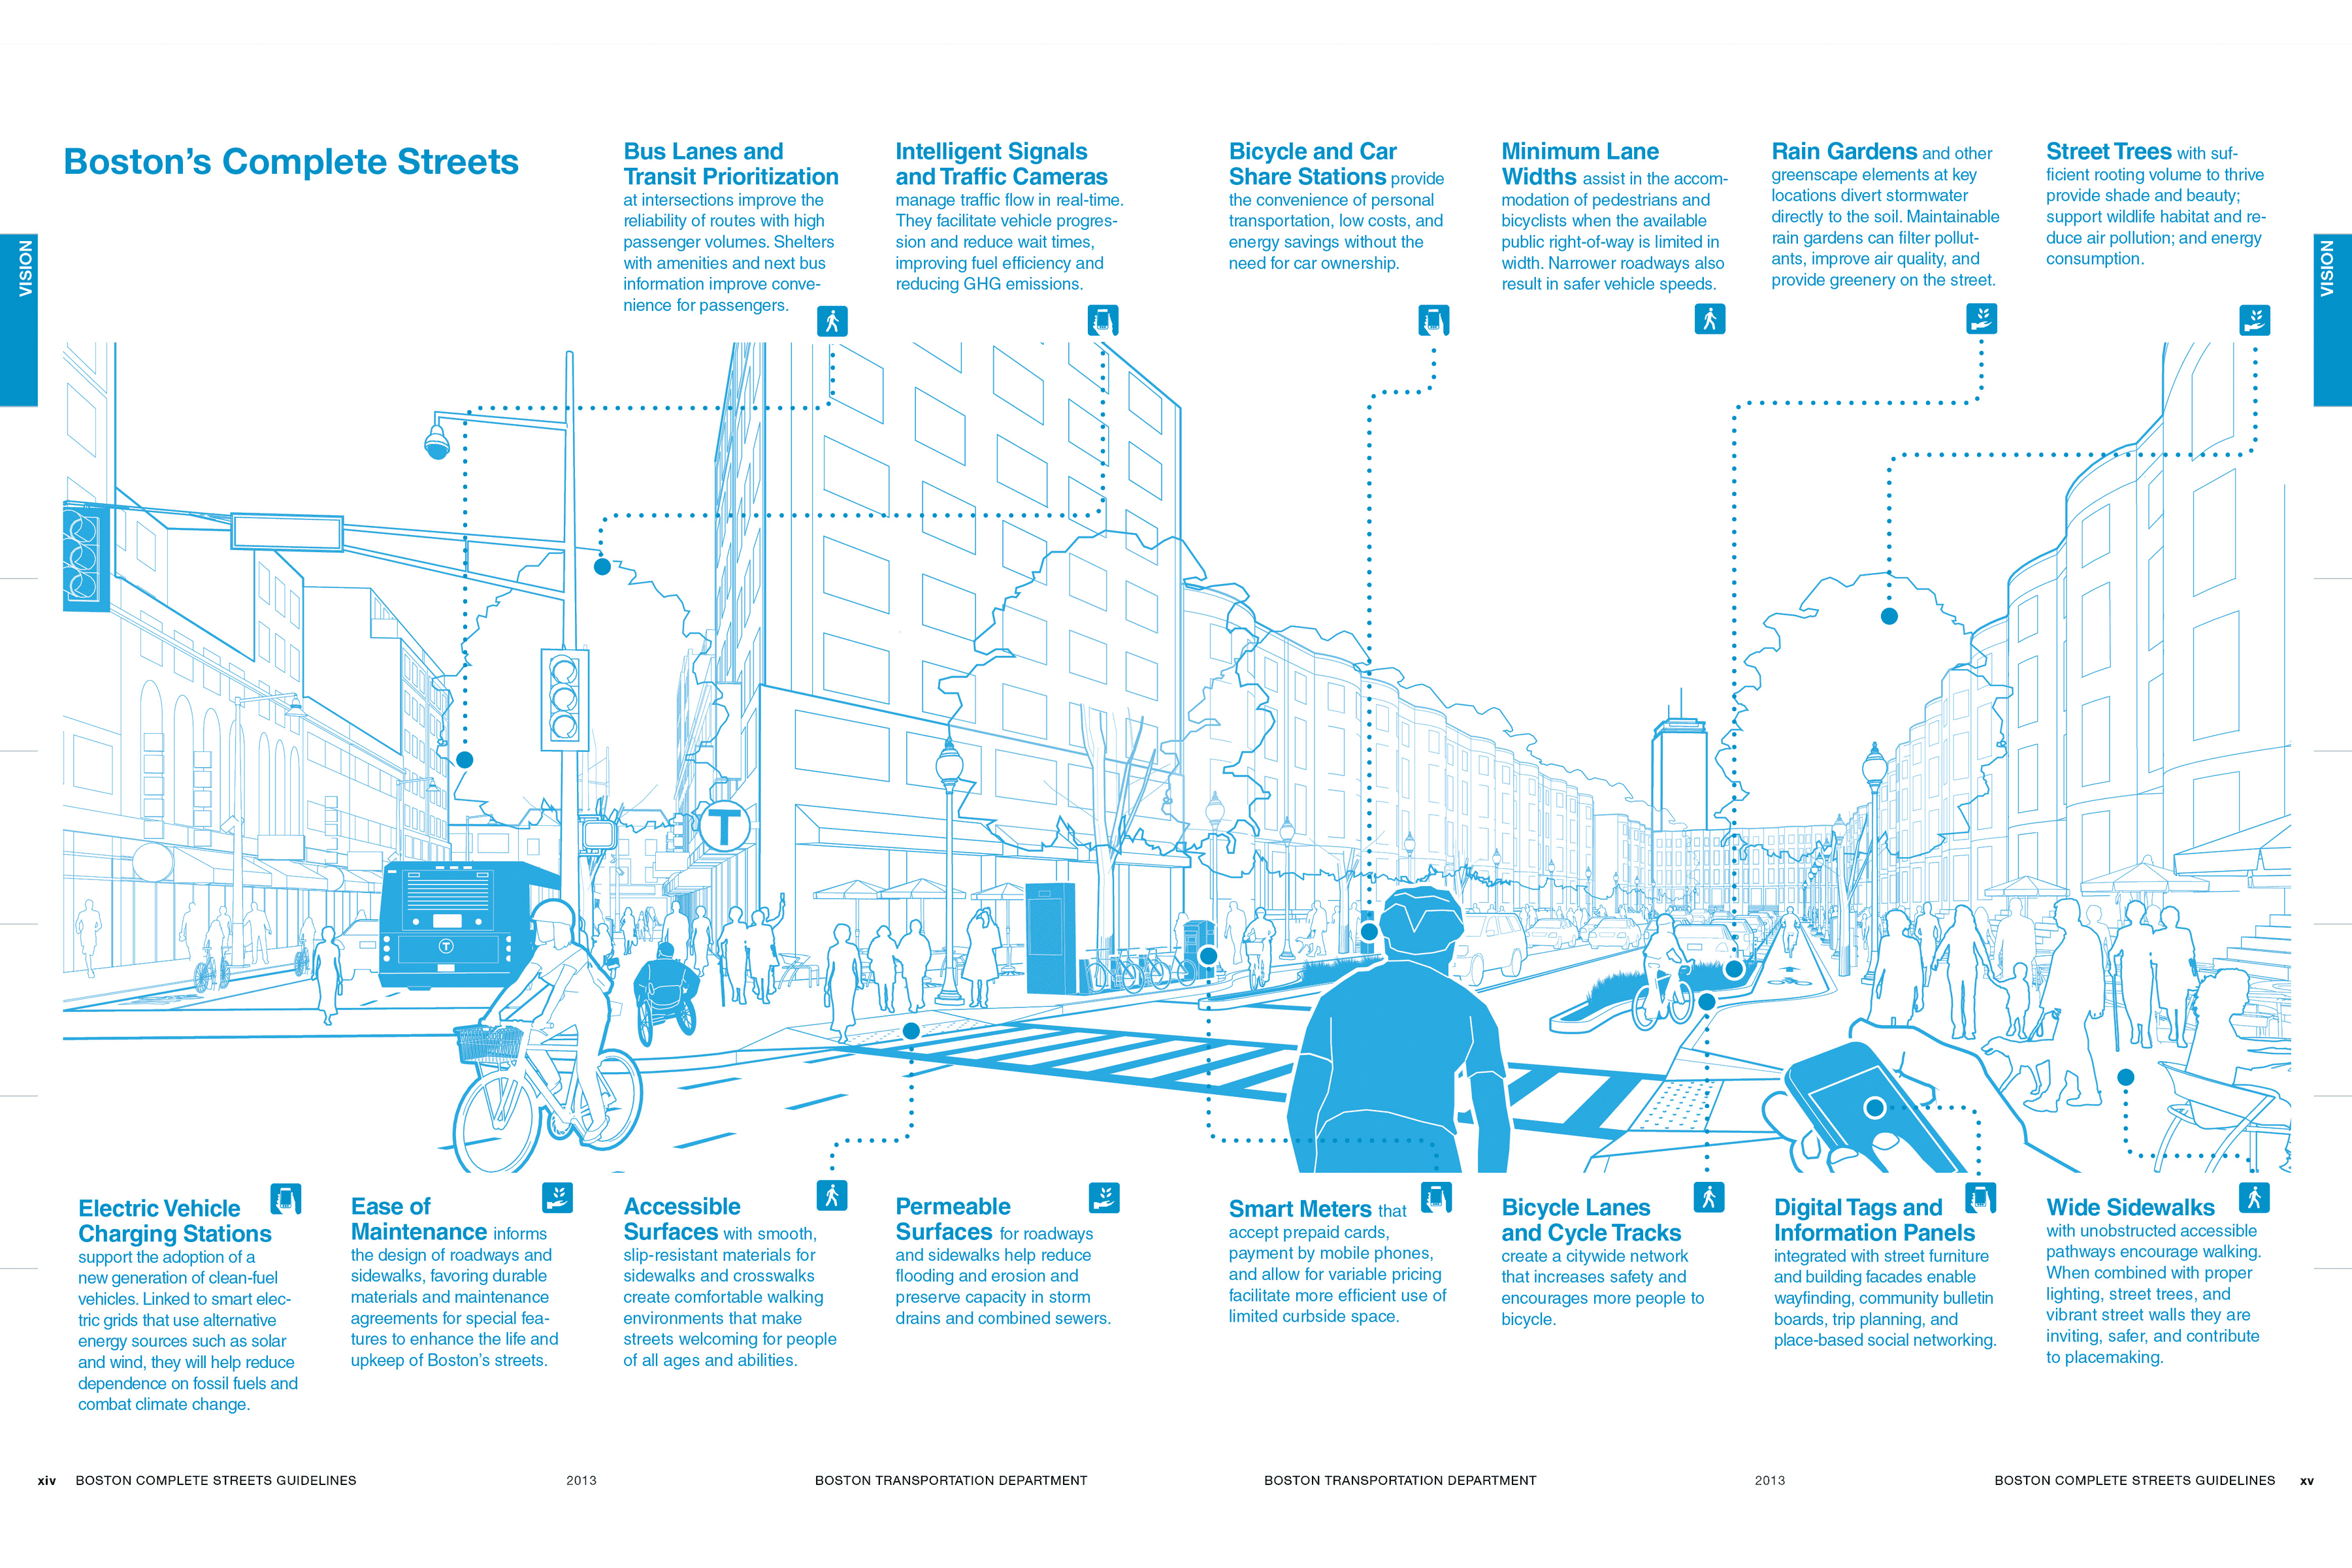 Boston's Complete Streets
VISION
Bus Lanes and
Transit Prioritization
at intersections improve the
reliability of routes with high
passenger volumes. Shelters
with amenities and next bus
information improve conve-
nience for passengers.
Intelligent Signals
and Traffic Cameras
manage traffic flow in real-time.
They facilitate vehicle progres-
sion and reduce wait times,
improving fuel efficiency and
reducing GHG emissions.
Bicycle and Car
Share Stations provide
the convenience of personal
transportation, low costs, and
energy savings without the
need for car ownership.
Minimum Lane
Widths assist in the accom-
modation of pedestrians and
bicyclists when the available
public right-of-way is limited in
width. Narrower roadways also
result in safer vehicle speeds.
Rain Gardens and other
greenscape elements at key
locations divert stormwater
directly to the soil. Maintainable
rain gardens can filter pollut-
ants, improve air quality, and
provide greenery on the street.
Street Trees with suf-
ficient rooting volume to thrive
provide shade and beauty;
support wildlife habitat and re-
duce air pollution; and energy
consumption.
VISION
T
T
Electric Vehicle
Charging Stations
support the adoption of a
new generation of clean-fuel
vehicles. Linked to smart elec-
tric grids that use alternative
energy sources such as solar
and wind, they will help reduce
dependence on fossil fuels and
combat climate change.
Ease of
Maintenance informs
the design of roadways and
sidewalks, favoring durable
materials and maintenance
agreements for special fea-
tures to enhance the life and
upkeep of Boston's streets.
Accessible
Surfaces with smooth,
slip-resistant materials for
sidewalks and crosswalks
create comfortable walking
environments that make
streets welcoming for people
of all ages and abilities.
Permeable
Surfaces for roadways
and sidewalks help reduce
flooding and erosion and
preserve capacity in storm
drains and combined sewers.
Smart Meters that
accept prepaid cards,
payment by mobile phones,
and allow for variable pricing
facilitate more efficient use of
limited curbside space.
Bicycle Lanes
and Cycle Tracks
create a citywide network
that increases safety and
encourages more people to
bicycle.
Digital Tags and
Information Panels
integrated with street furniture
and building facades enable
wayfinding, community bulletin
boards, trip planning, and
place-based social networking.
Wide Sidewalks
with unobstructed accessible
pathways encourage walking.
When combined with proper
lighting, street trees, and
vibrant street walls they are
inviting, safer, and contribute
to placemaking.
xiv BOSTON COMPLETE STREETS GUIDELINES 2013 BOSTON TRANSPORTATION DEPARTMENT
BOSTON TRANSPORTATION DEPARTMENT 2013 BOSTON COMPLETE STREETS GUIDELINES xv